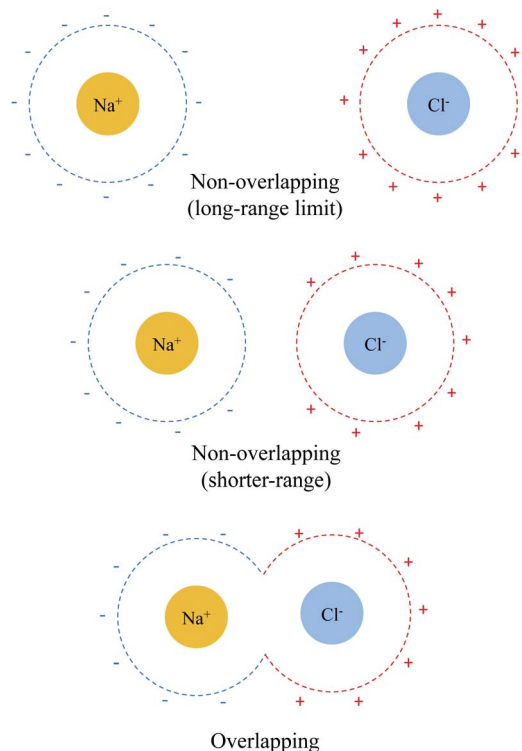 Na⁺ Cl⁻
Non-overlapping
(long-range limit)
Na⁺ Cl⁻
Non-overlapping
(shorter-range)
Na⁺ Cl⁻
Overlapping